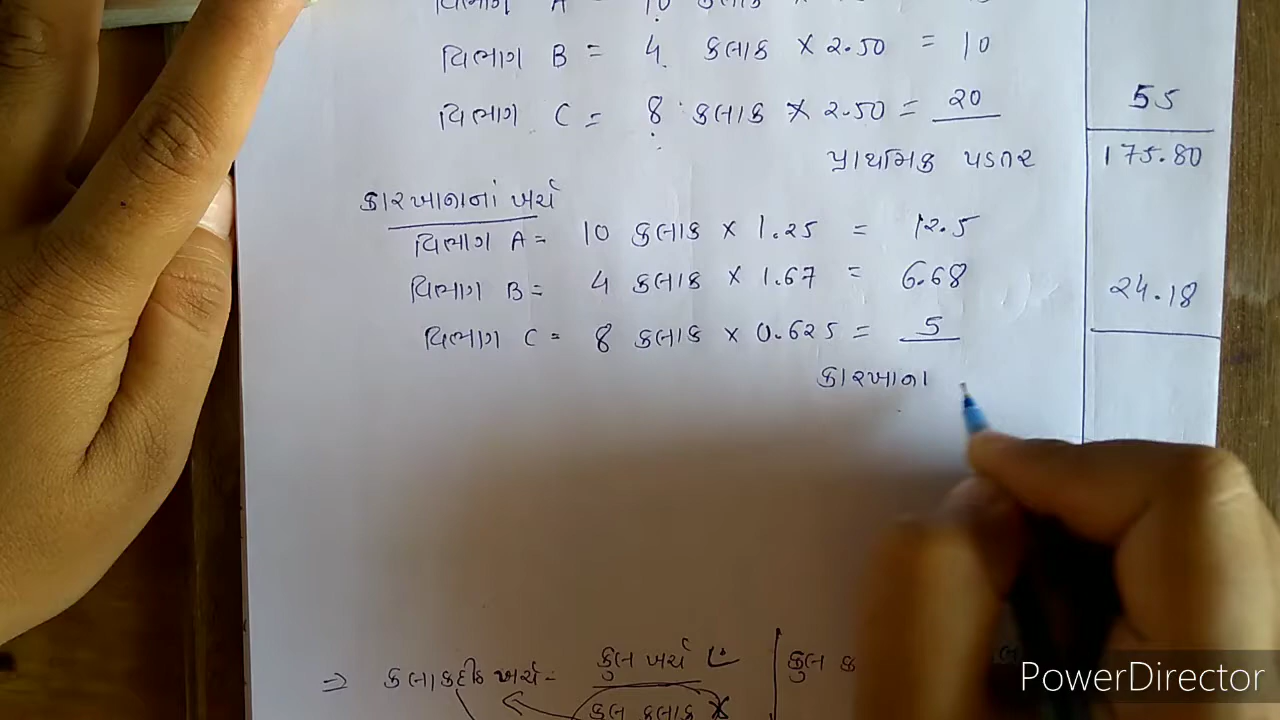 વિભાગ A = 10 કલાક ×
વિભાગ B = 4 કલાક × 2.50 = 10
વિભાગ C = 8 કલાક × 2.50 = 20 55
પ્રાથમિક પડતર 175.80
કારખાનાનાં ખર્ચ
વિભાગ A = 10 કલાક × 1.25 = 12.5
વિભાગ B = 4 કલાક × 1.67 = 6.68 24.18
વિભાગ C = 8 કલાક × 0.625 = 5
કારખાના
⇒ કલાકદીઠ ખર્ચ = કુલ ખર્ચ કુલ ક
કુલ કલાક
PowerDirector